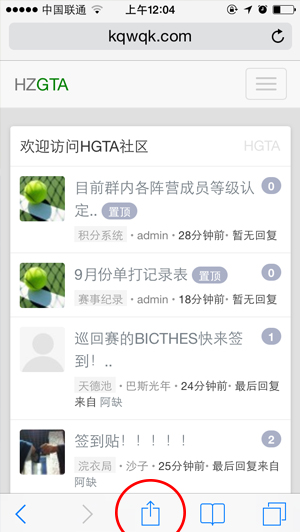 中国联通 上午12:04
kqwqk.com
HZGTA
欢迎访问HGTA社区 HGTA
目前群内各阵营成员等级认 0
定.. 置顶
积分系统 • admin • 28分钟前• 暂无回复
9月份单打记录表 置顶 0
赛事纪录 • admin • 18分钟前• 暂无回复
巡回赛的BICTHES快来签 1
到！..
天德池 • 巴斯光年 • 24分钟前• 最后回复
来自 阿缺
签到贴！！！！！ 2
浣衣局 • 沙子 • 25分钟前• 最后回复来自
阿缺